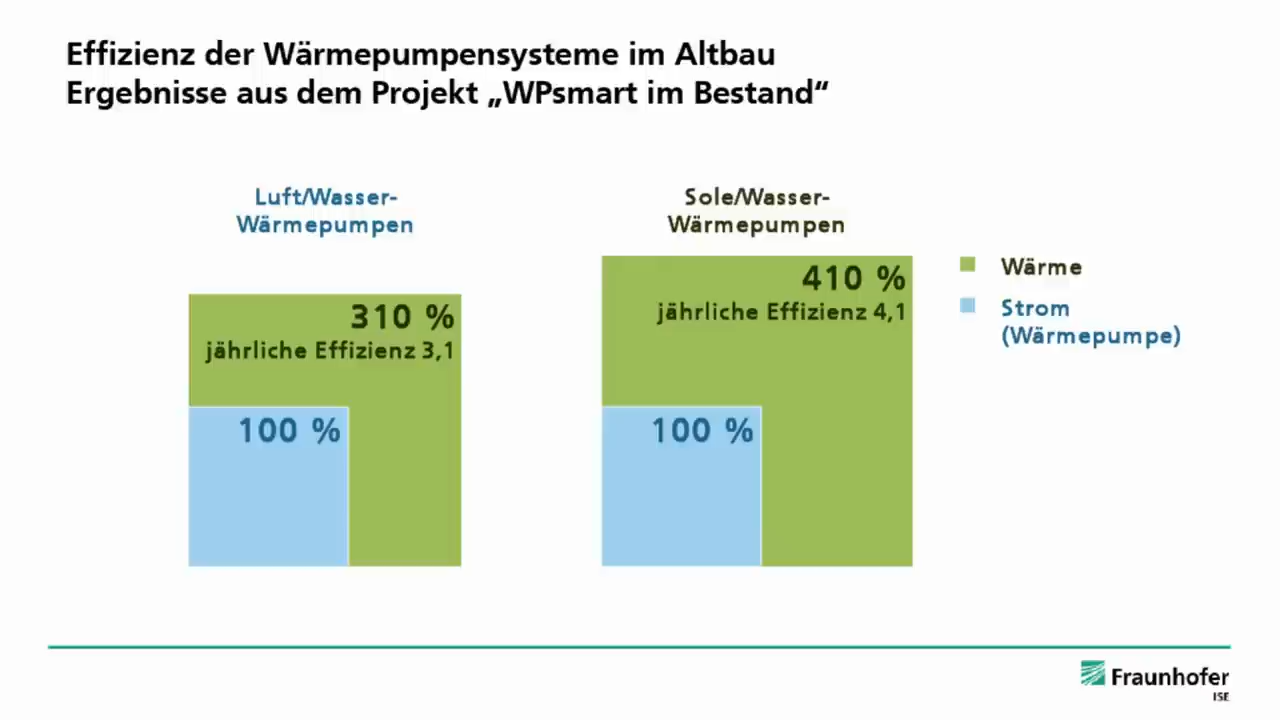 Effizienz der Wärmepumpensysteme im Altbau
Ergebnisse aus dem Projekt „WPsmart im Bestand“
Luft/Wasser-
Wärmepumpen
310 %
jährliche Effizienz 3,1
100 %
Sole/Wasser-
Wärmepumpen
410 %
jährliche Effizienz 4,1
100 %
Wärme
Strom
(Wärmepumpe)
Fraunhofer
ISE